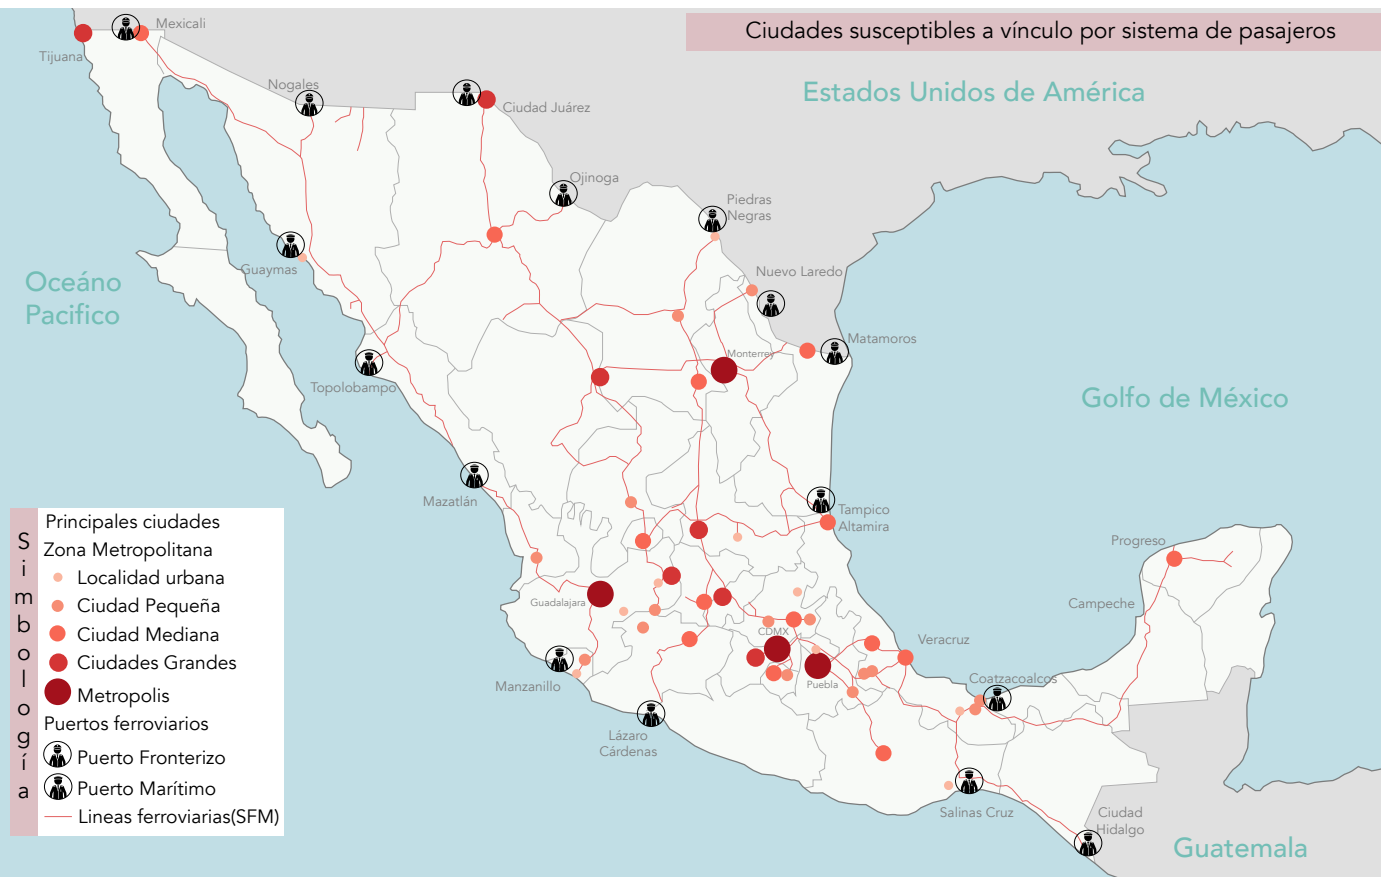 Ciudades susceptibles a vínculo por sistema de pasajeros
Mexicali
Tijuana
Nogales
Ciudad Juárez
Estados Unidos de América
Ojinoga
Piedras
Negras
Guaymas
Nuevo Laredo
Oceáno
Pacifico
Matamoros
Monterrey
Topolobampo
Golfo de México
Mazatlán
Tampico
Altamira
Progreso
Guadalajara
Campeche
CDMX
Veracruz
Puebla
Coatzacoalcos
Manzanillo
Lázaro
Cárdenas
Salinas Cruz
Ciudad
Hidalgo
Guatemala
Simbología
Principales ciudades
Zona Metropolitana
Localidad urbana
Ciudad Pequeña
Ciudad Mediana
Ciudades Grandes
Metropolis
Puertos ferroviarios
Puerto Fronterizo
Puerto Marítimo
Lineas ferroviarias(SFM)